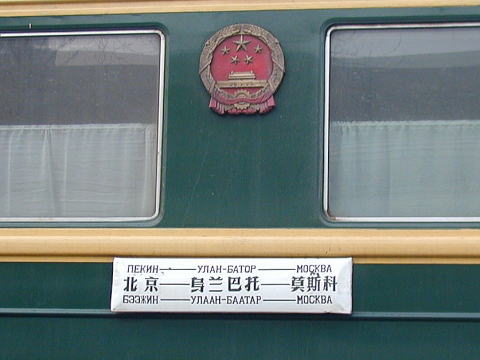 ПЕКИН——УЛАН-БАТОР——МОСКВА
北京——乌兰巴托——莫斯科
БЭЭЖИН——УЛААН-БААТАР——МОСКВА